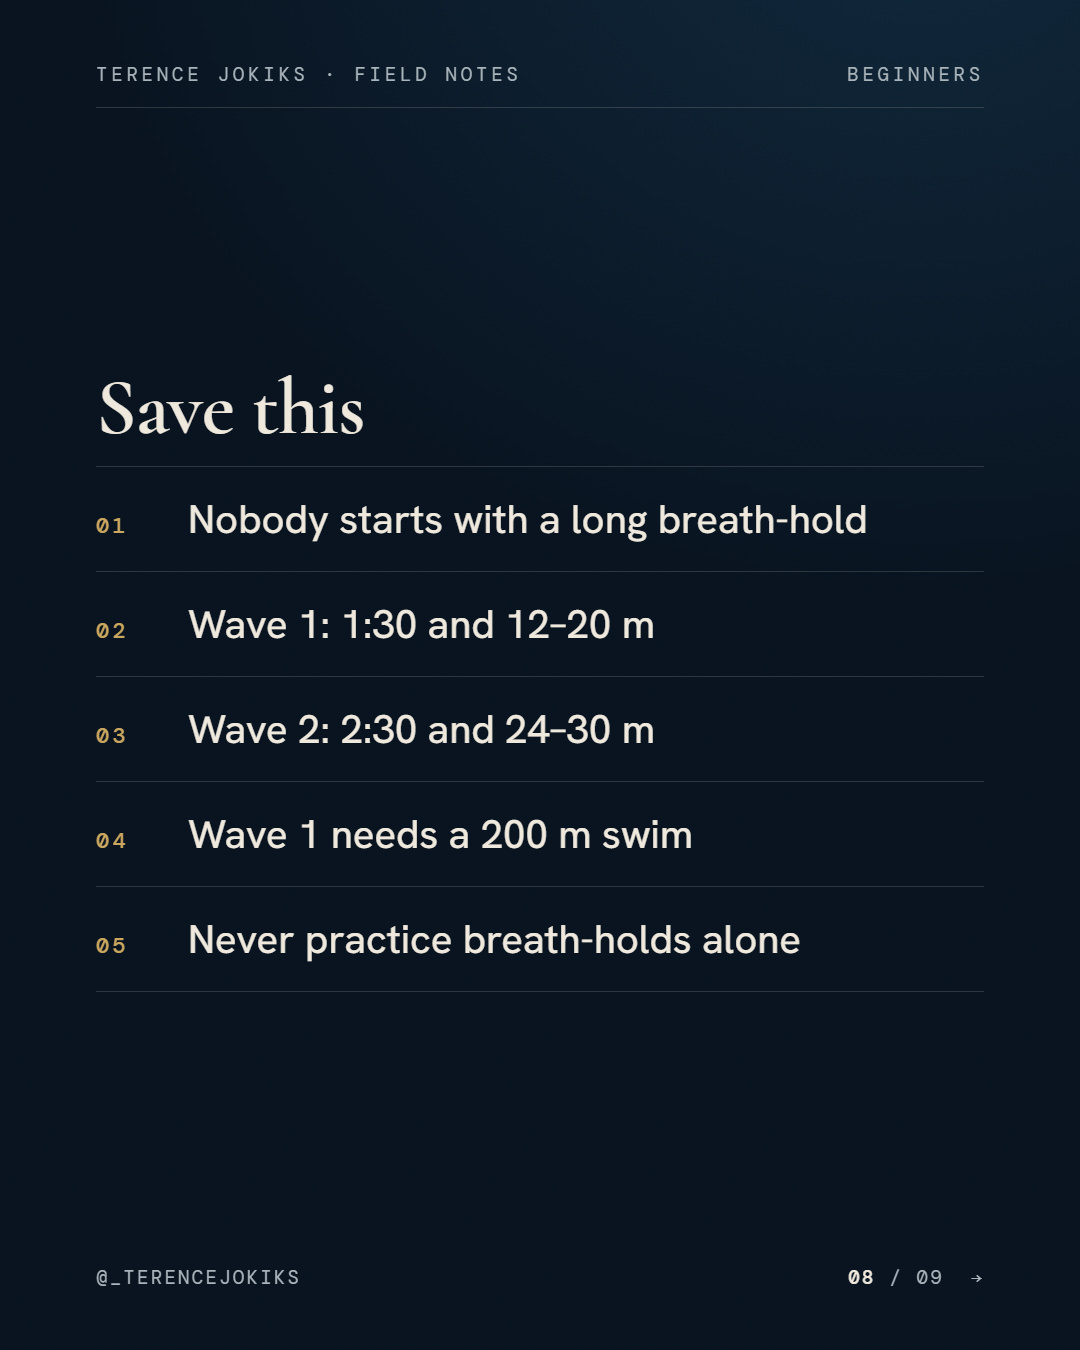 TERENCE JOKIKS · FIELD NOTES
BEGINNERS
Save this
01 Nobody starts with a long breath-hold
02 Wave 1: 1:30 and 12–20 m
03 Wave 2: 2:30 and 24–30 m
04 Wave 1 needs a 200 m swim
05 Never practice breath-holds alone
@_TERENCEJOKIKS
08 / 09 →